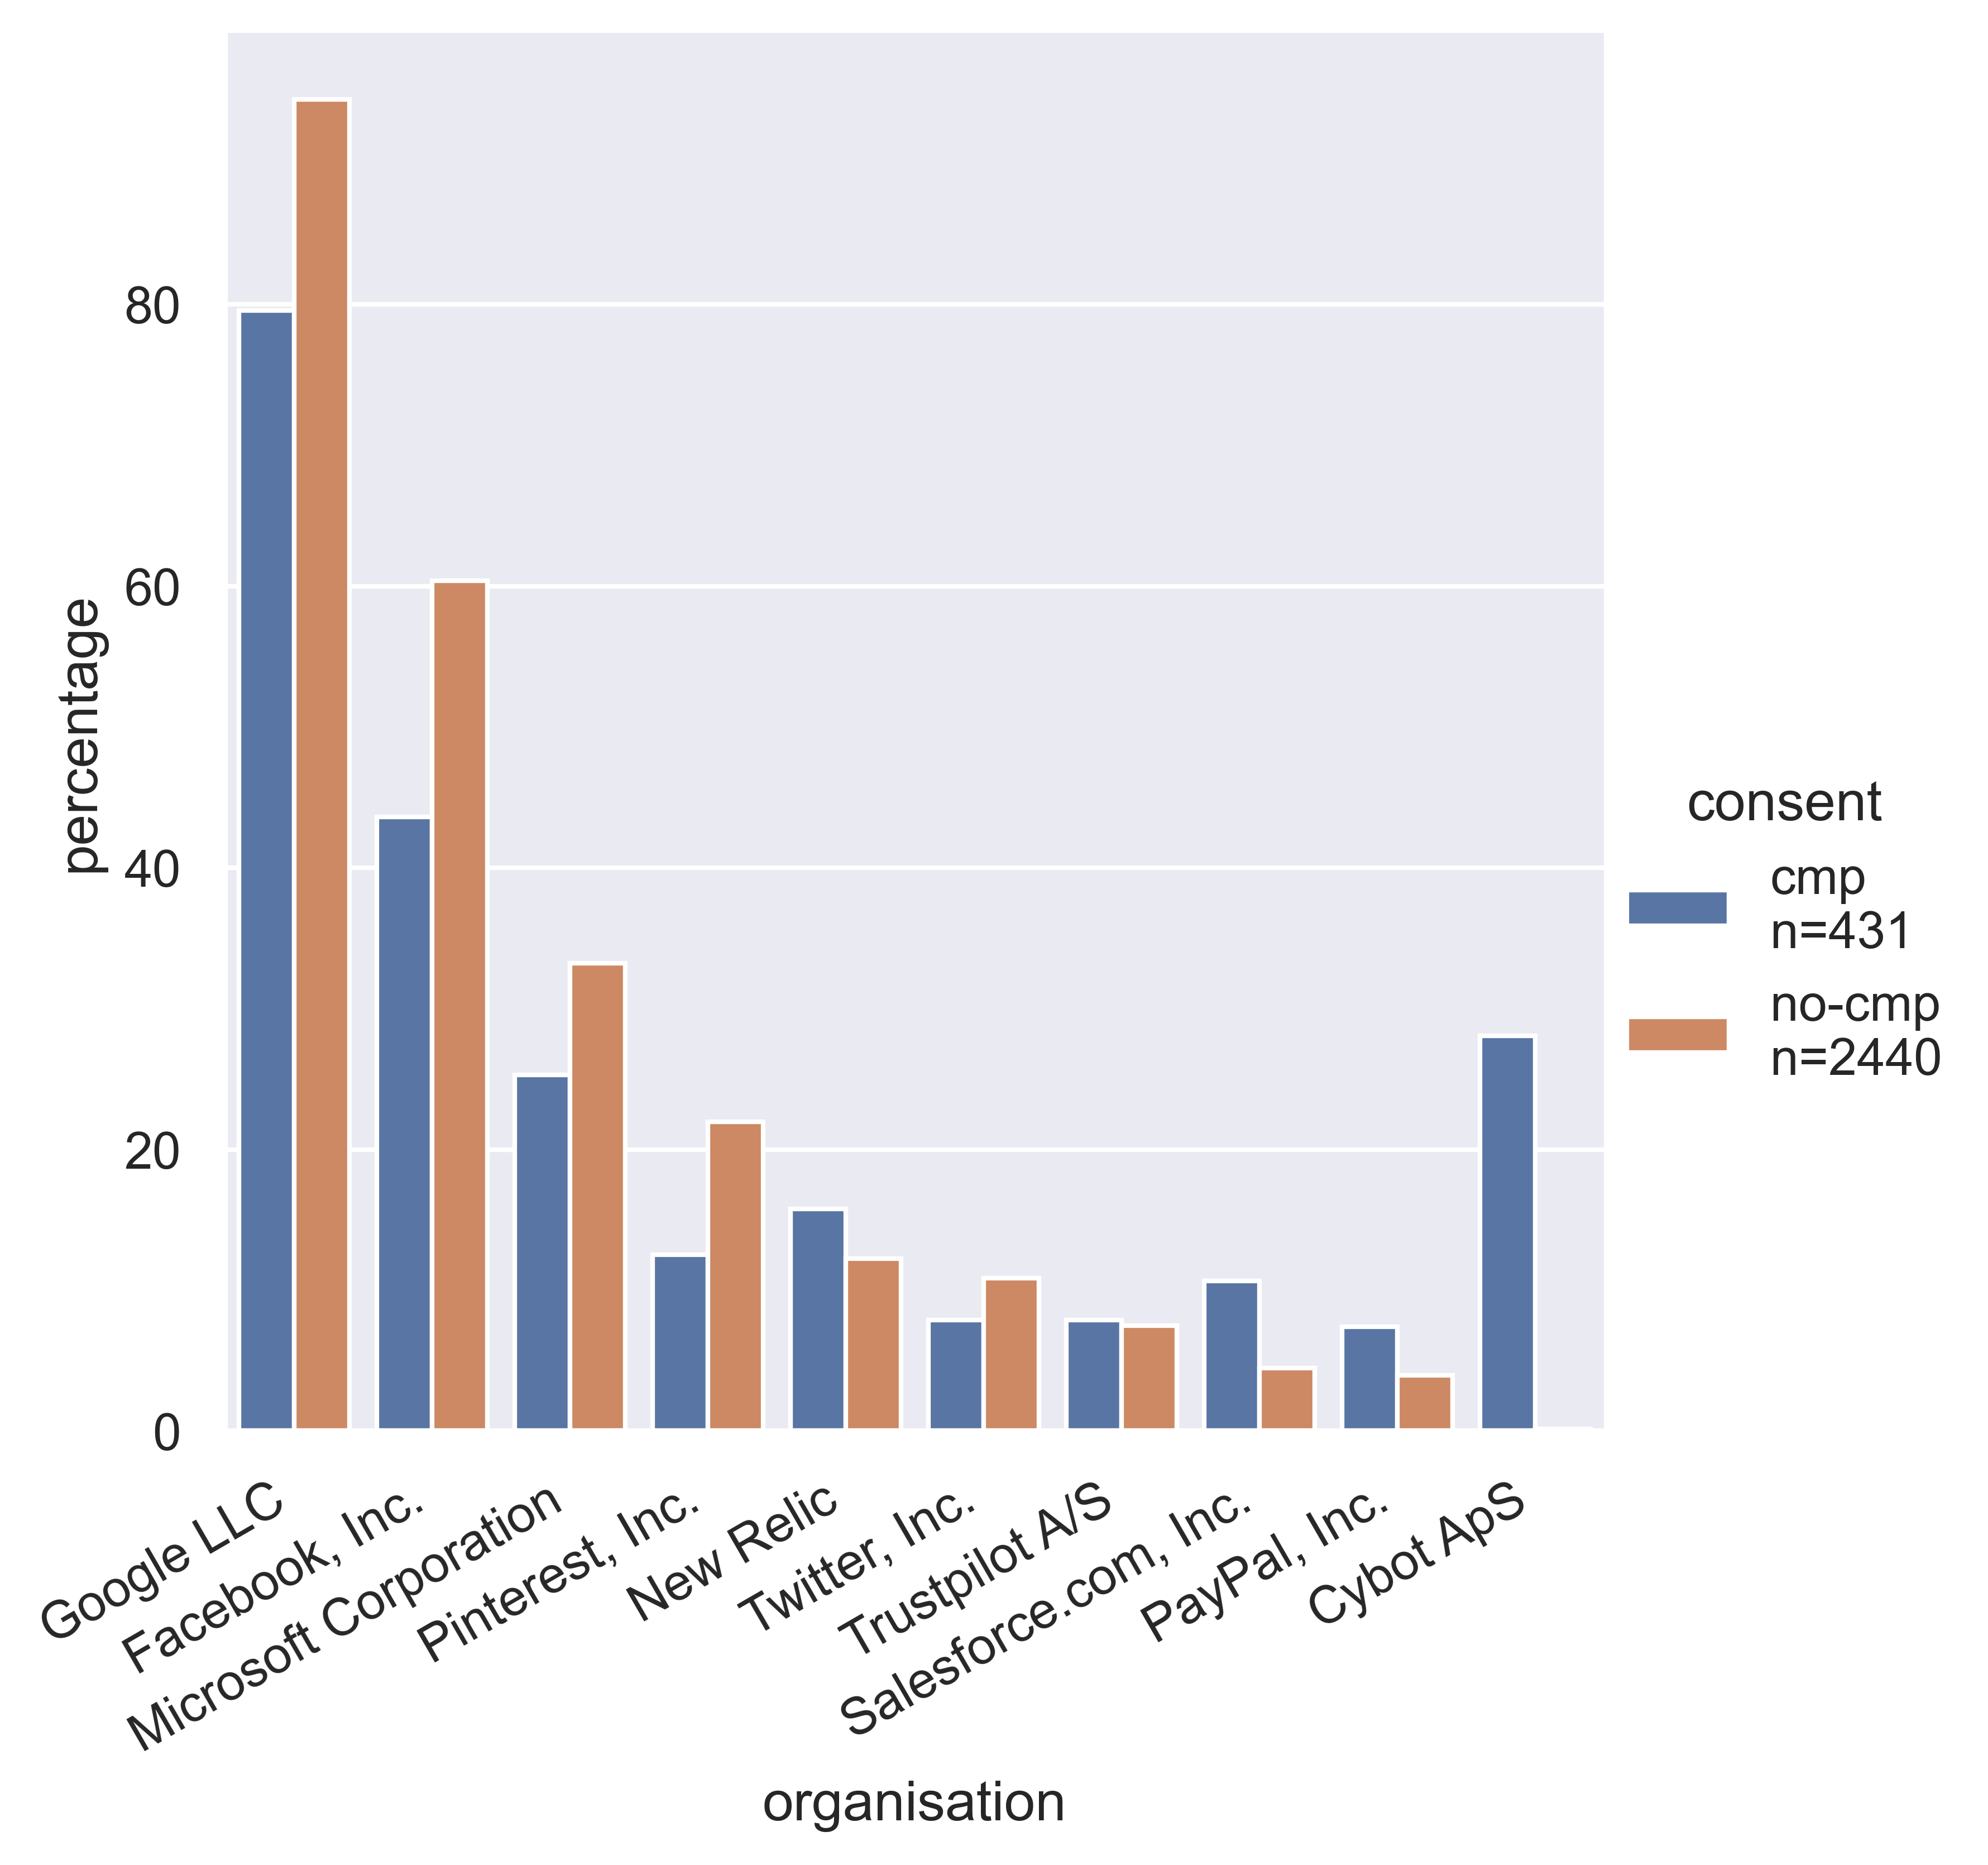 percentage
80
60
40
20
0
Google LLC
Facebook, Inc.
Microsoft Corporation
Pinterest, Inc.
New Relic
Twitter, Inc.
Trustpilot A/S
Salesforce.com, Inc.
PayPal, Inc.
Cybot ApS
organisation
consent
cmp
n=431
no-cmp
n=2440